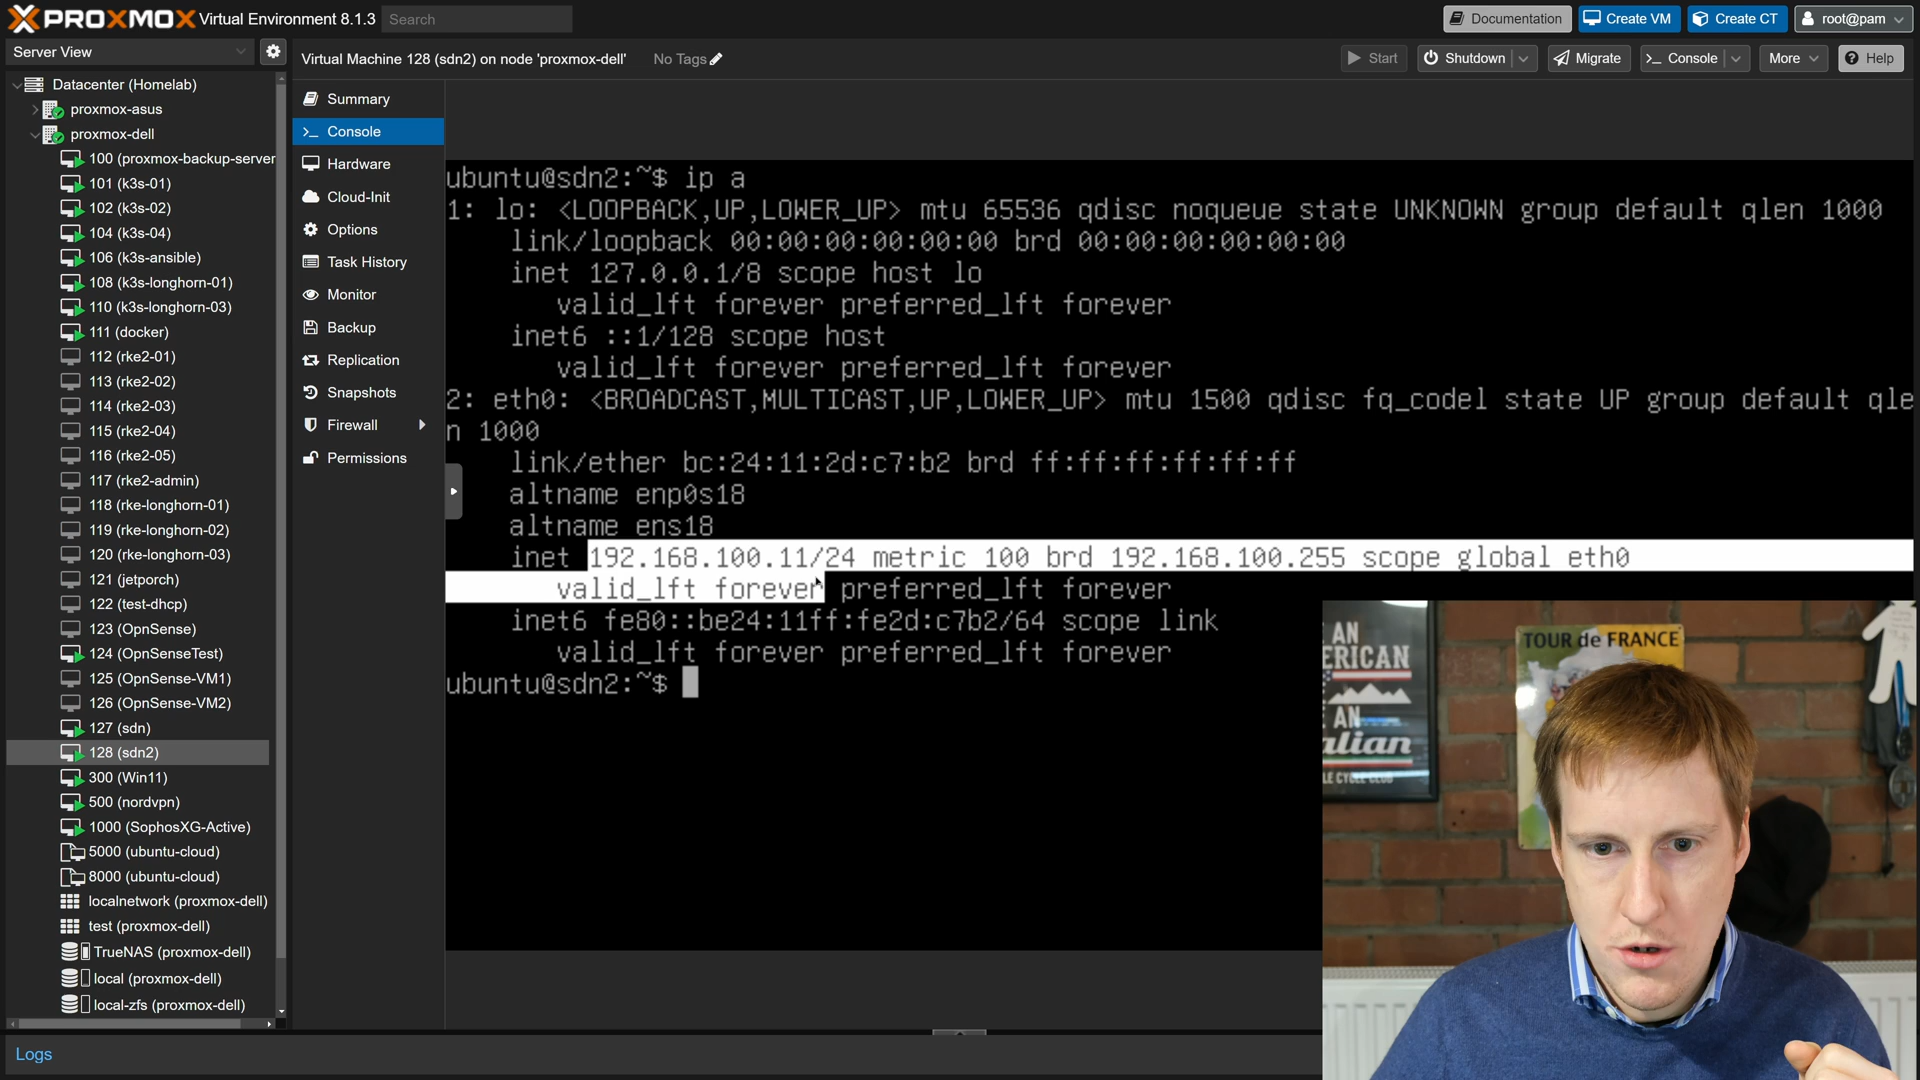 PROXMOX Virtual Environment 8.1.3 Search
Documentation Create VM Create CT root@pam
Server View
Virtual Machine 128 (sdn2) on node 'proxmox-dell' No Tags
Start Shutdown Migrate Console More Help
Datacenter (Homelab)
proxmox-asus
proxmox-dell
100 (proxmox-backup-server
101 (k3s-01)
102 (k3s-02)
104 (k3s-04)
106 (k3s-ansible)
108 (k3s-longhorn-01)
110 (k3s-longhorn-03)
111 (docker)
112 (rke2-01)
113 (rke2-02)
114 (rke2-03)
115 (rke2-04)
116 (rke2-05)
117 (rke2-admin)
118 (rke-longhorn-01)
119 (rke-longhorn-02)
120 (rke-longhorn-03)
121 (jetporch)
122 (test-dhcp)
123 (OpnSense)
124 (OpnSenseTest)
125 (OpnSense-VM1)
126 (OpnSense-VM2)
127 (sdn)
128 (sdn2)
300 (Win11)
500 (nordvpn)
1000 (SophosXG-Active)
5000 (ubuntu-cloud)
8000 (ubuntu-cloud)
localnetwork (proxmox-dell)
test (proxmox-dell)
TrueNAS (proxmox-dell)
local (proxmox-dell)
local-zfs (proxmox-dell)
Summary
Console
Hardware
Cloud-Init
Options
Task History
Monitor
Backup
Replication
Snapshots
Firewall
Permissions
ubuntu@sdn2:~$ ip a
1: lo: <LOOPBACK,UP,LOWER_UP> mtu 65536 qdisc noqueue state UNKNOWN group default qlen 1000
link/loopback 00:00:00:00:00:00 brd 00:00:00:00:00:00
inet 127.0.0.1/8 scope host lo
valid_lft forever preferred_lft forever
inet6 ::1/128 scope host
valid_lft forever preferred_lft forever
2: eth0: <BROADCAST,MULTICAST,UP,LOWER_UP> mtu 1500 qdisc fq_codel state UP group default qle
n 1000
link/ether bc:24:11:2d:c7:b2 brd ff:ff:ff:ff:ff:ff
altname enp0s18
altname ens18
inet 192.168.100.11/24 metric 100 brd 192.168.100.255 scope global eth0
valid_lft forever preferred_lft forever
inet6 fe80::be24:11ff:fe2d:c7b2/64 scope link
valid_lft forever preferred_lft forever
ubuntu@sdn2:~$
AN
ERICAN
AN
alian
LE CYCLE CLUB
TOUR de FRANCE
Logs